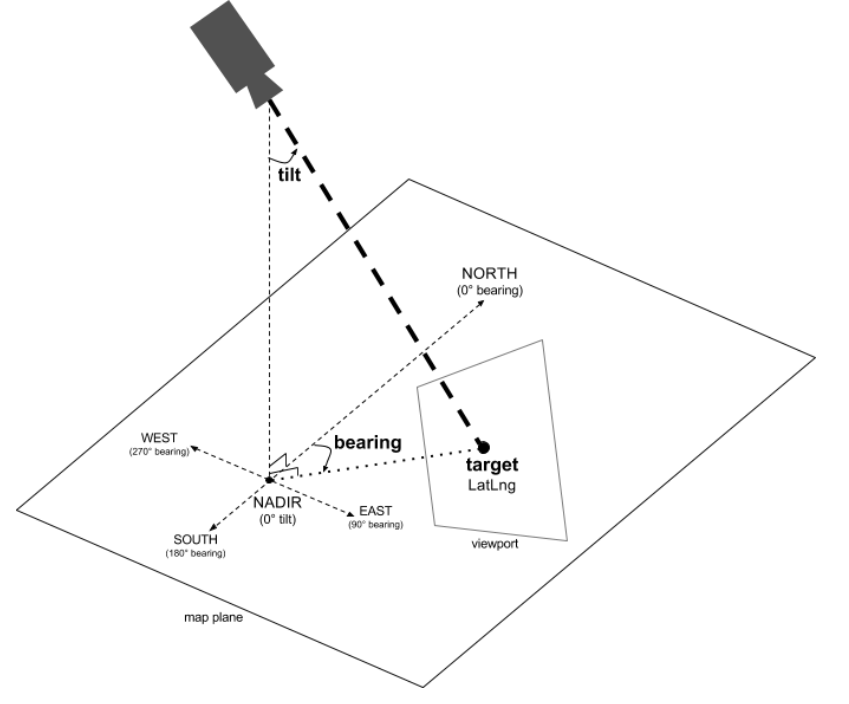 tilt
NORTH
(0° bearing)
bearing
WEST
(270° bearing)
target
LatLng
NADIR
(0° tilt)
EAST
(90° bearing)
SOUTH
(180° bearing)
viewport
map plane